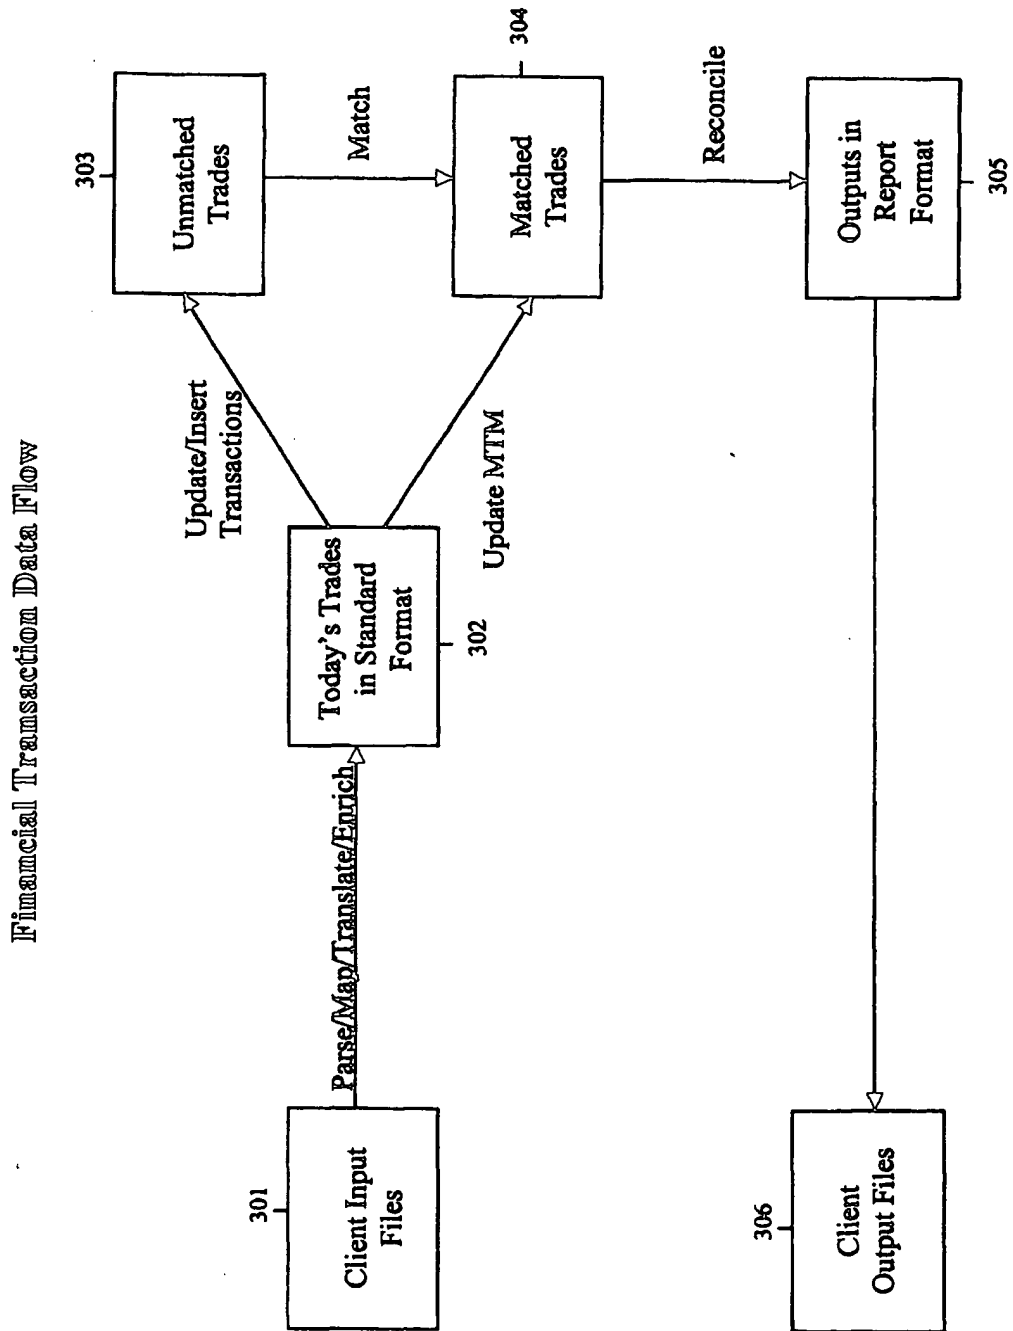 Financial Transaction Data Flow
301
Client Input
Files
Parse/Map/Translate/Enrich
Today's Trades
in Standard
Format
302
Update/Insert
Transactions
Update MTM
303
Unmatched
Trades
Match
304
Matched
Trades
Reconcile
Outputs in
Report
Format
305
306
Client
Output Files